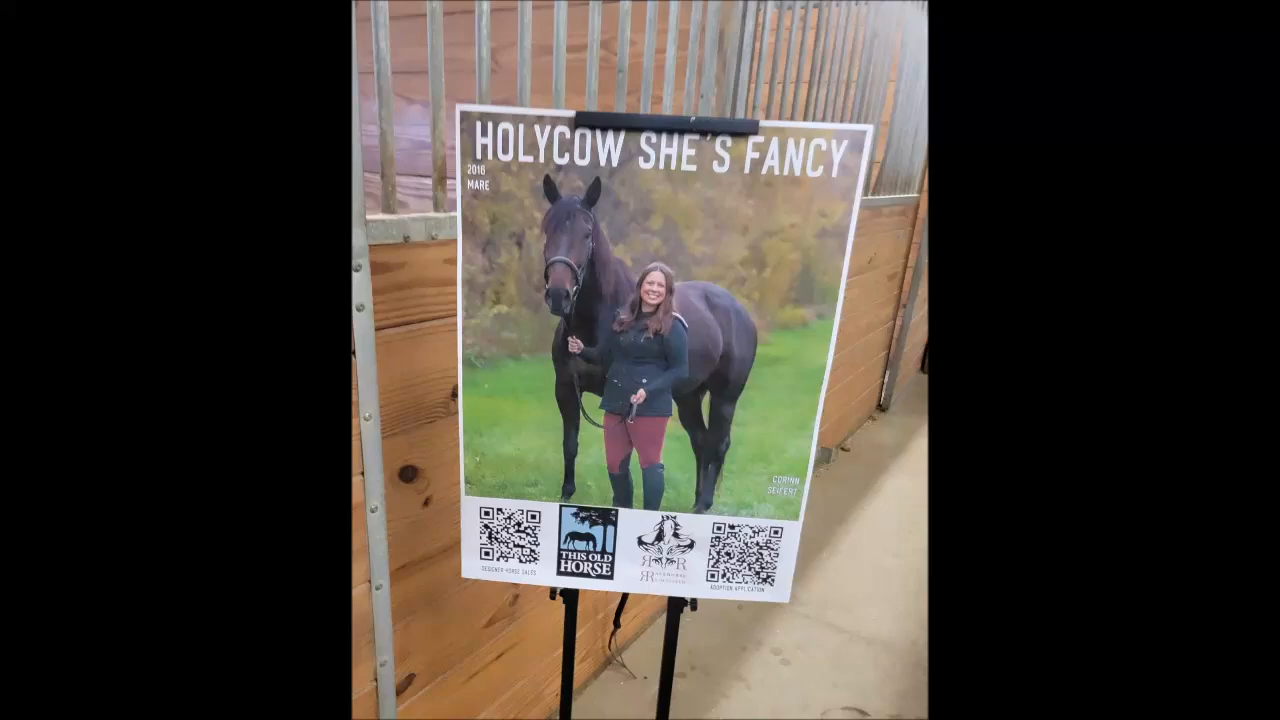 HOLYCOW SHE'S FANCY
2016
MARE
CORINN
SEIFERT
THIS OLD
HORSE
DESIGNER HORSE SALES
ADOPTION APPLICATION